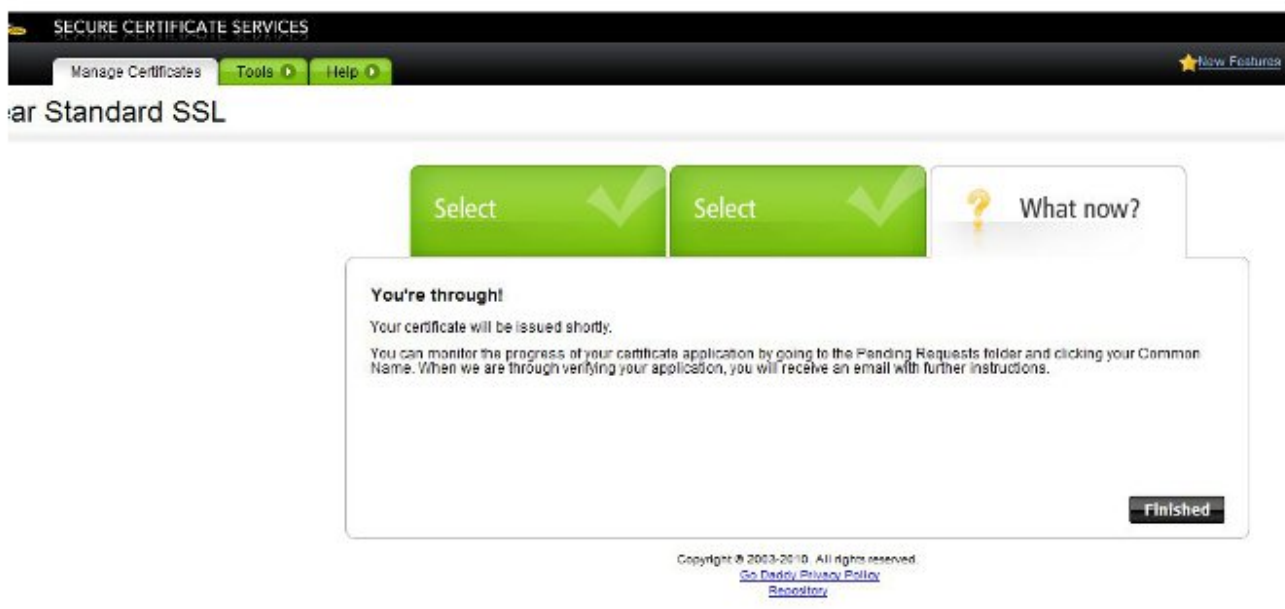 SECURE CERTIFICATE SERVICES
Manage Certificates Tools Help
New Features
ar Standard SSL
Select Select What now?
You're through!
Your certificate will be issued shortly.
You can monitor the progress of your certificate application by going to the Pending Requests folder and clicking your Common
Name. When we are through verifying your application, you will receive an email with further instructions.
Finished
Copyright © 2003-2010. All rights reserved.
Go Daddy Privacy Policy
Repository